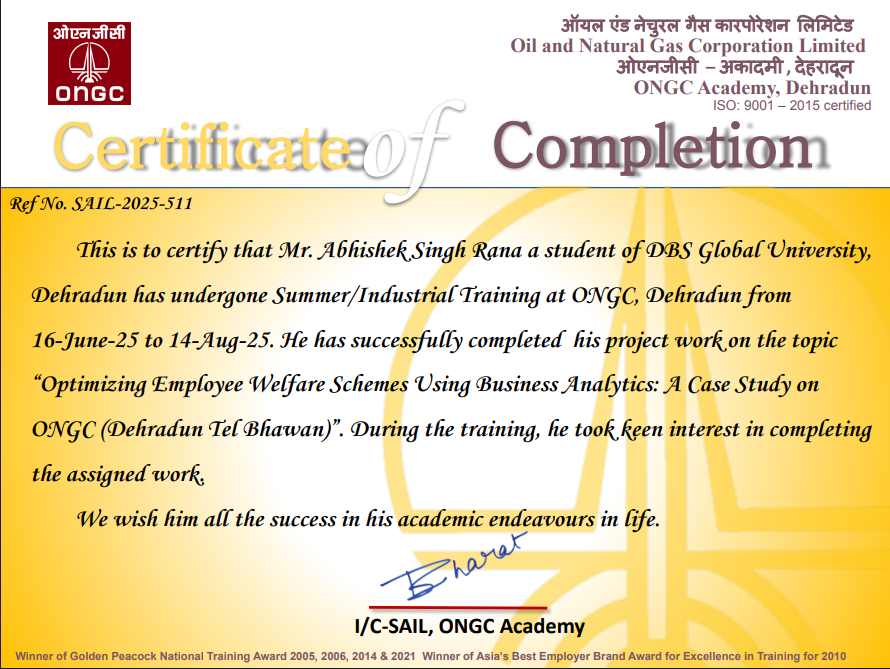 ओएनजीसी
ONGC
ऑयल एंड नेचुरल गैस कारपोरेशन लिमिटेड
Oil and Natural Gas Corporation Limited
ओएनजीसी – अकादमी , देहरादून
ONGC Academy, Dehradun
ISO: 9001 – 2015 certified
Certificate of Completion
Ref No. SAIL-2025-511
This is to certify that Mr. Abhishek Singh Rana a student of DBS Global University,
Dehradun has undergone Summer/Industrial Training at ONGC, Dehradun from
16-June-25 to 14-Aug-25. He has successfully completed his project work on the topic
“Optimizing Employee Welfare Schemes Using Business Analytics: A Case Study on
ONGC (Dehradun Tel Bhawan)”. During the training, he took keen interest in completing
the assigned work.
We wish him all the success in his academic endeavours in life.
Bharat
I/C-SAIL, ONGC Academy
Winner of Golden Peacock National Training Award 2005, 2006, 2014 & 2021 Winner of Asia's Best Employer Brand Award for Excellence in Training for 2010